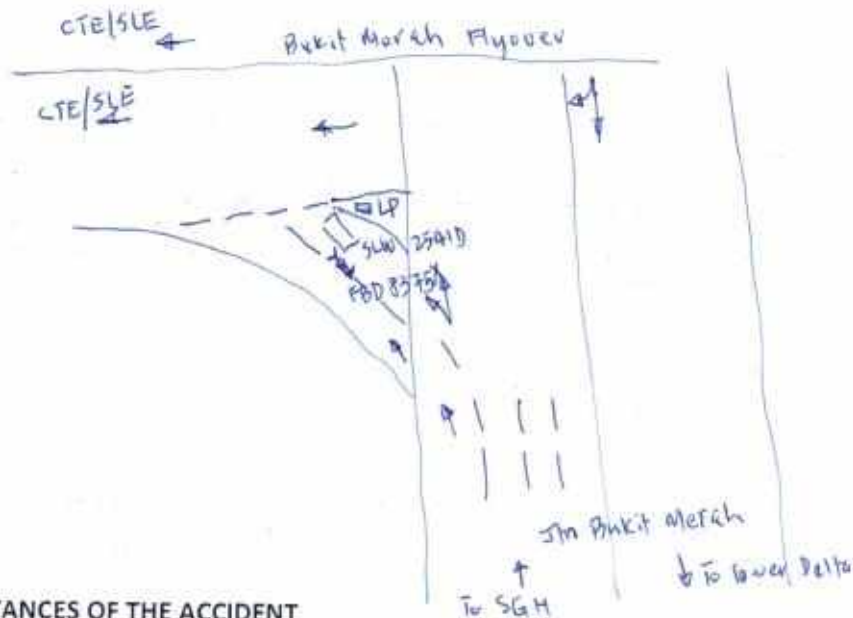 CTE/SLE
Bukit Merah Flyover
CTE/SLE
LP
SLW 2541D
FBD 8375
Jln Bukit Merah
To SGH
To lower Delta
TANCES OF THE ACCIDENT